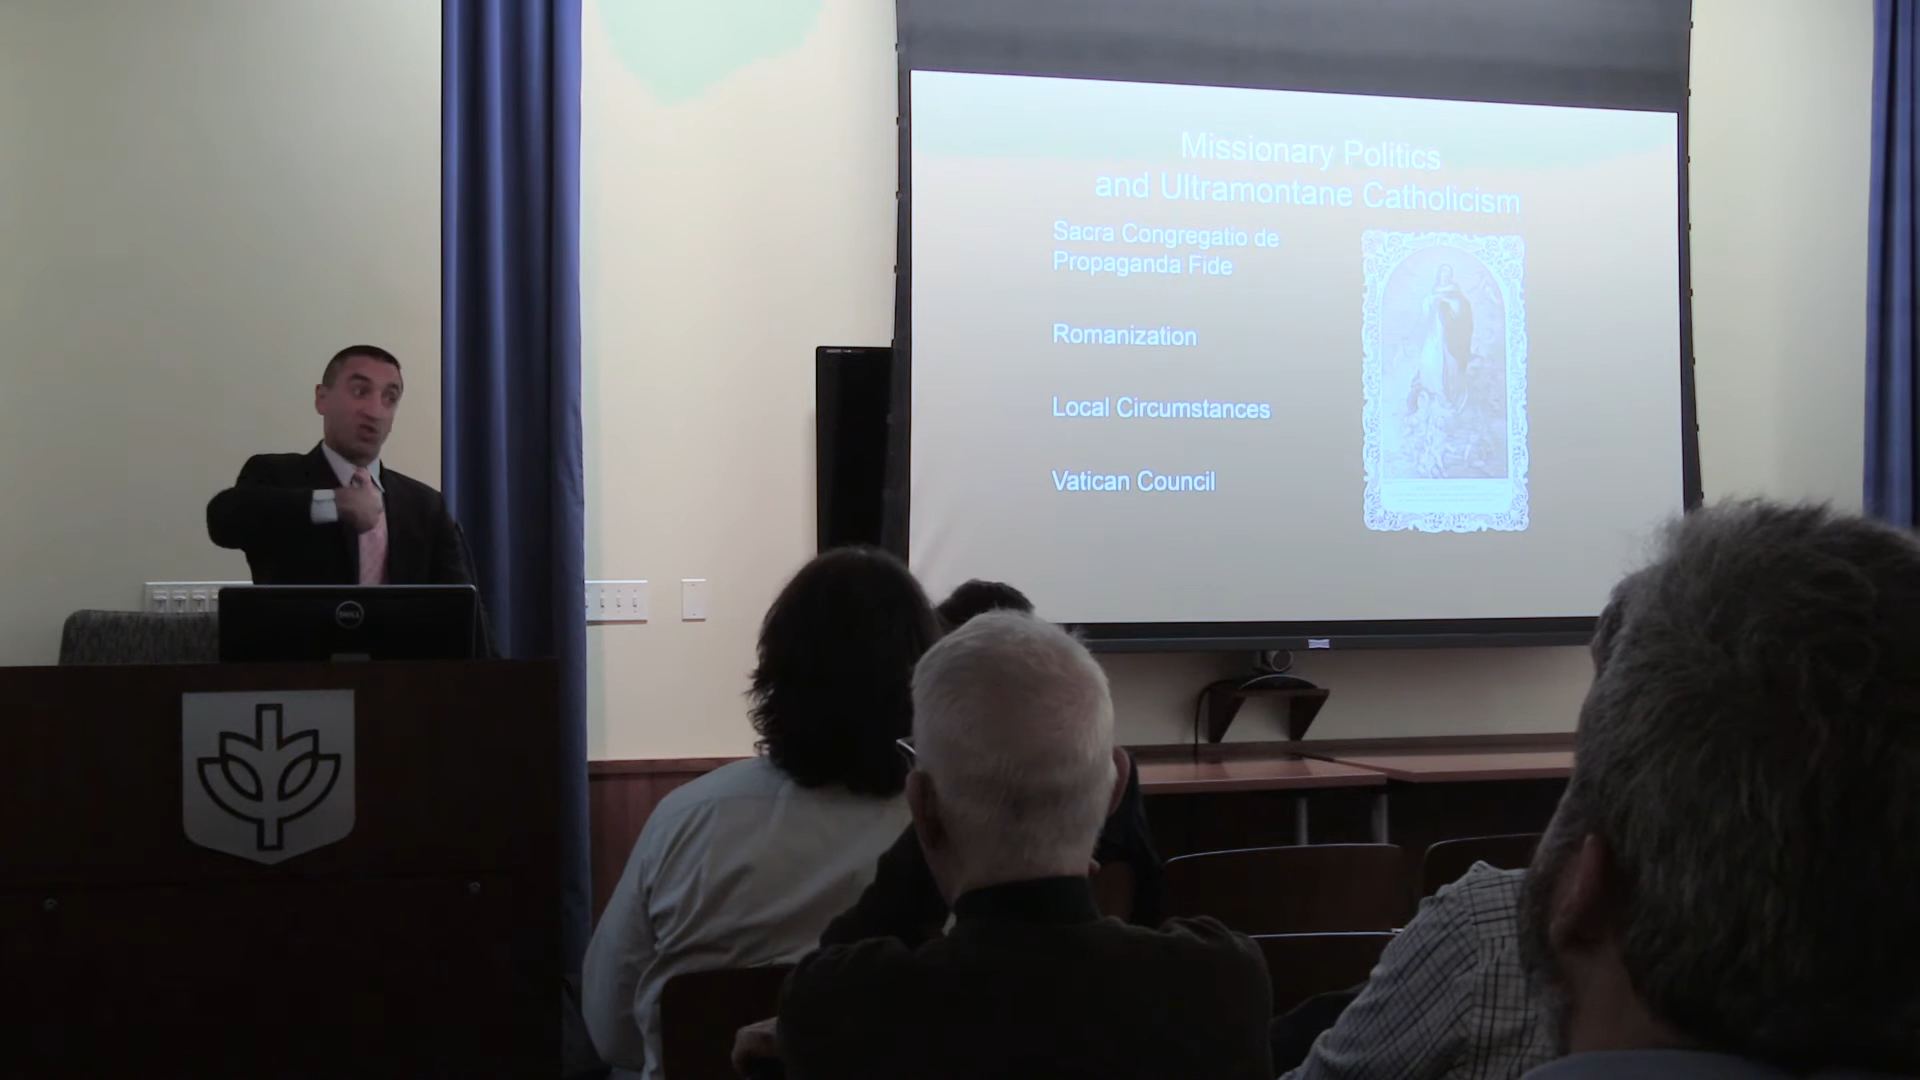 Missionary Politics
and Ultramontane Catholicism
Sacra Congregatio de
Propaganda Fide
Romanization
Local Circumstances
Vatican Council
DELL